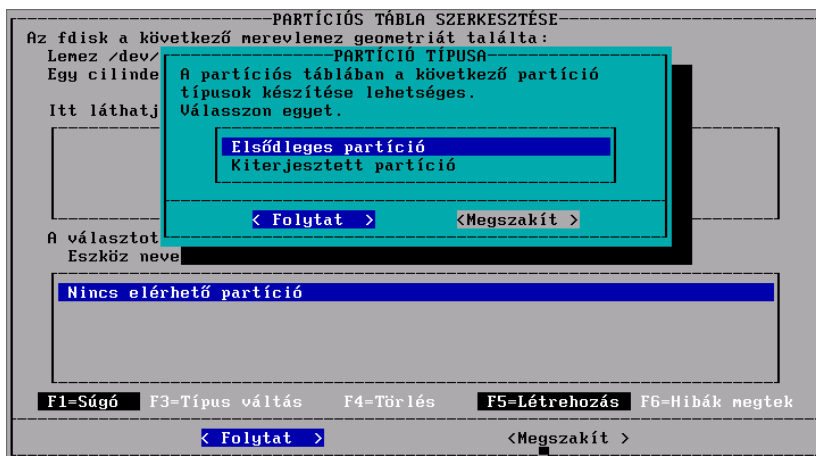 PARTÍCIÓS TÁBLA SZERKESZTÉSE
Az fdisk a következő merevlemez geometriát találta:
Lemez /dev/
Egy cilinde
Itt láthatj
PARTÍCIÓ TÍPUSA
A partíciós táblában a következő partíció
típusok készítése lehetséges.
Válasszon egyet.
Elsődleges partíció
Kiterjesztett partíció
< Folytat > <Megszakít >
A választot
Eszköz neve
Nincs elérhető partíció
F1=Súgó F3=Típus váltás F4=Törlés F5=Létrehozás F6=Hibák megtek
< Folytat > <Megszakít >